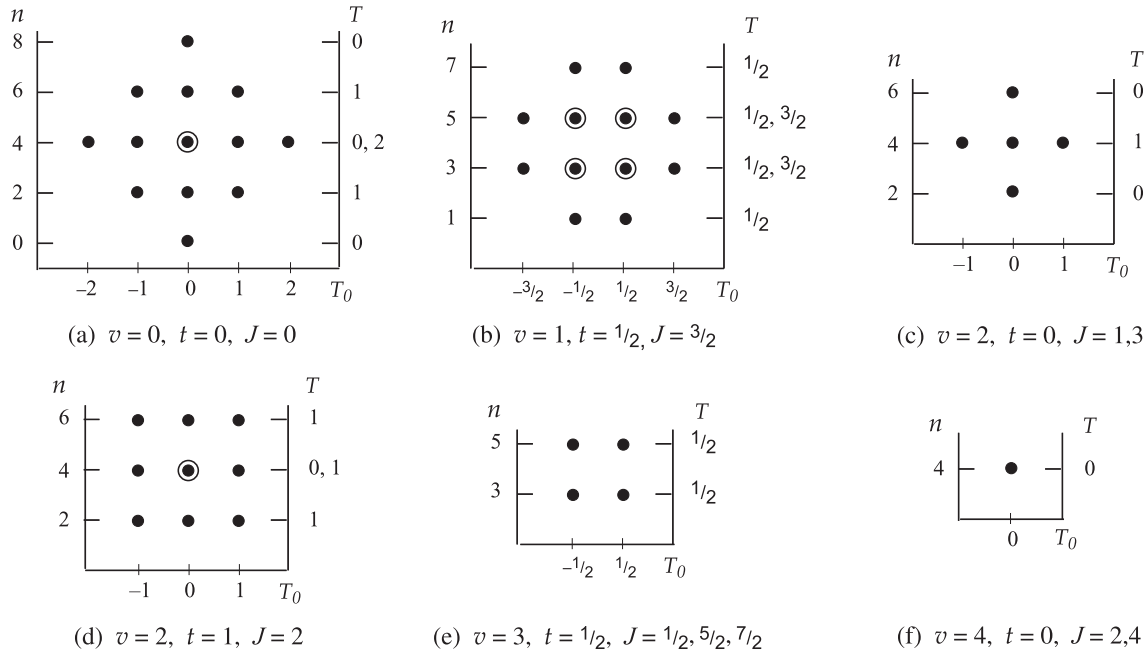 n T
8 0
6 1
4 0, 2
2 1
0 0
–2 –1 0 1 2 T0
(a) v = 0, t = 0, J = 0
n T
7 1/2
5 1/2, 3/2
3 1/2, 3/2
1 1/2
–3/2 –1/2 1/2 3/2 T0
(b) v = 1, t = 1/2, J = 3/2
n T
6 0
4 1
2 0
–1 0 1 T0
(c) v = 2, t = 0, J = 1,3
n T
6 1
4 0, 1
2 1
–1 0 1 T0
(d) v = 2, t = 1, J = 2
n T
5 1/2
3 1/2
–1/2 1/2 T0
(e) v = 3, t = 1/2, J = 1/2, 5/2, 7/2
n T
4 0
0 T0
(f) v = 4, t = 0, J = 2,4